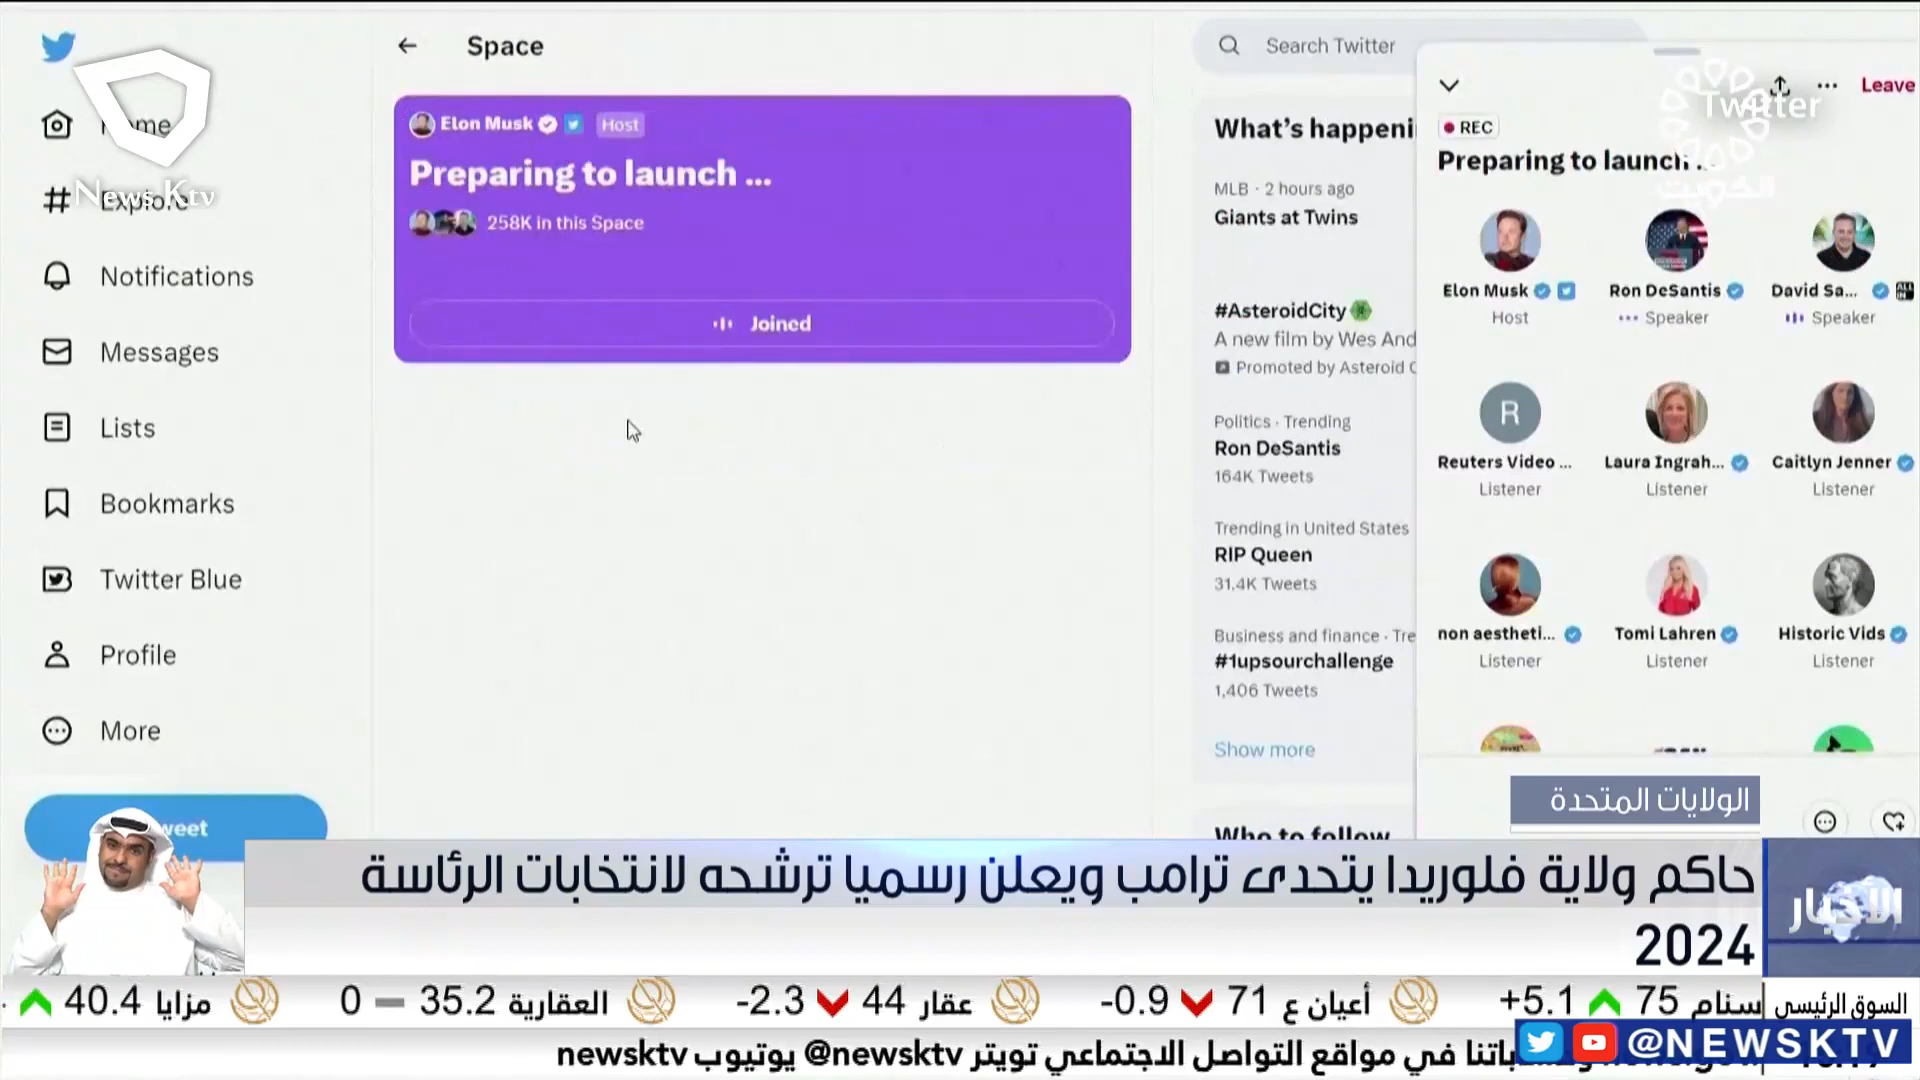 Space
Search Twitter
Home
Explore
Notifications
Messages
Lists
Bookmarks
Twitter Blue
Profile
More
News Ktv
Elon Musk Host
Preparing to launch ...
258K in this Space
Joined
What's happeni
MLB · 2 hours ago
Giants at Twins
#AsteroidCity
A new film by Wes And
Promoted by Asteroid C
Politics · Trending
Ron DeSantis
164K Tweets
Trending in United States
RIP Queen
31.4K Tweets
Business and finance · Tre
#1upsourchallenge
1,406 Tweets
Show more
Who to follow
Leave
Twitter
الكويت
REC
Preparing to launch ...
Elon Musk
Host
Ron DeSantis
Speaker
David Sa...
ALL IN
Speaker
R
Reuters Video ...
Listener
Laura Ingrah...
Listener
Caitlyn Jenner
Listener
non aestheti...
Listener
Tomi Lahren
Listener
Historic Vids
Listener
weet
الولايات المتحدة
حاكم ولاية فلوريدا يتحدى ترامب ويعلن رسميا ترشحه لانتخابات الرئاسة
2024
الاخبار
السوق الرئيسي
سنام 75 +5.1
أعيان ع 71 -0.9
عقار 44 -2.3
العقارية 35.2 0
مزايا 40.4
باتنا في مواقع التواصل الاجتماعي تويتر @newsktv يوتيوب newsktv
@NEWSKTV